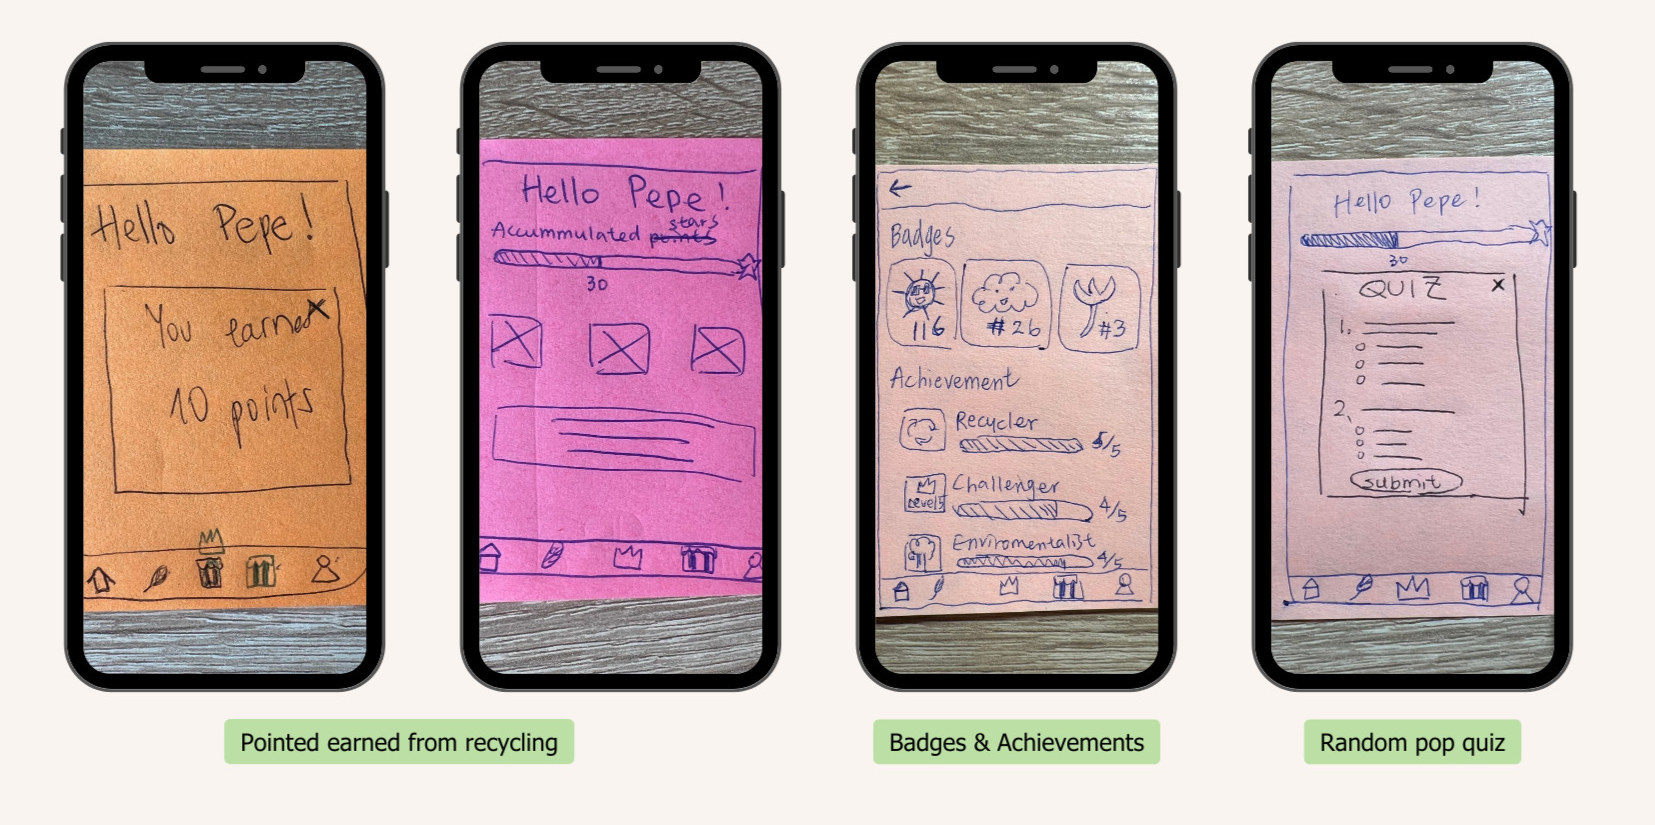 Hello Pepe!
You earned
10 points
Hello Pepe!
stars
Accummulated points
30
Badges
116
#26
#3
Achievement
Recycler
5/5
Challenger
Level 5
4/5
Enviromentalist
4/5
Hello Pepe!
30
QUIZ
1.
2.
submit
Pointed earned from recycling
Badges & Achievements
Random pop quiz